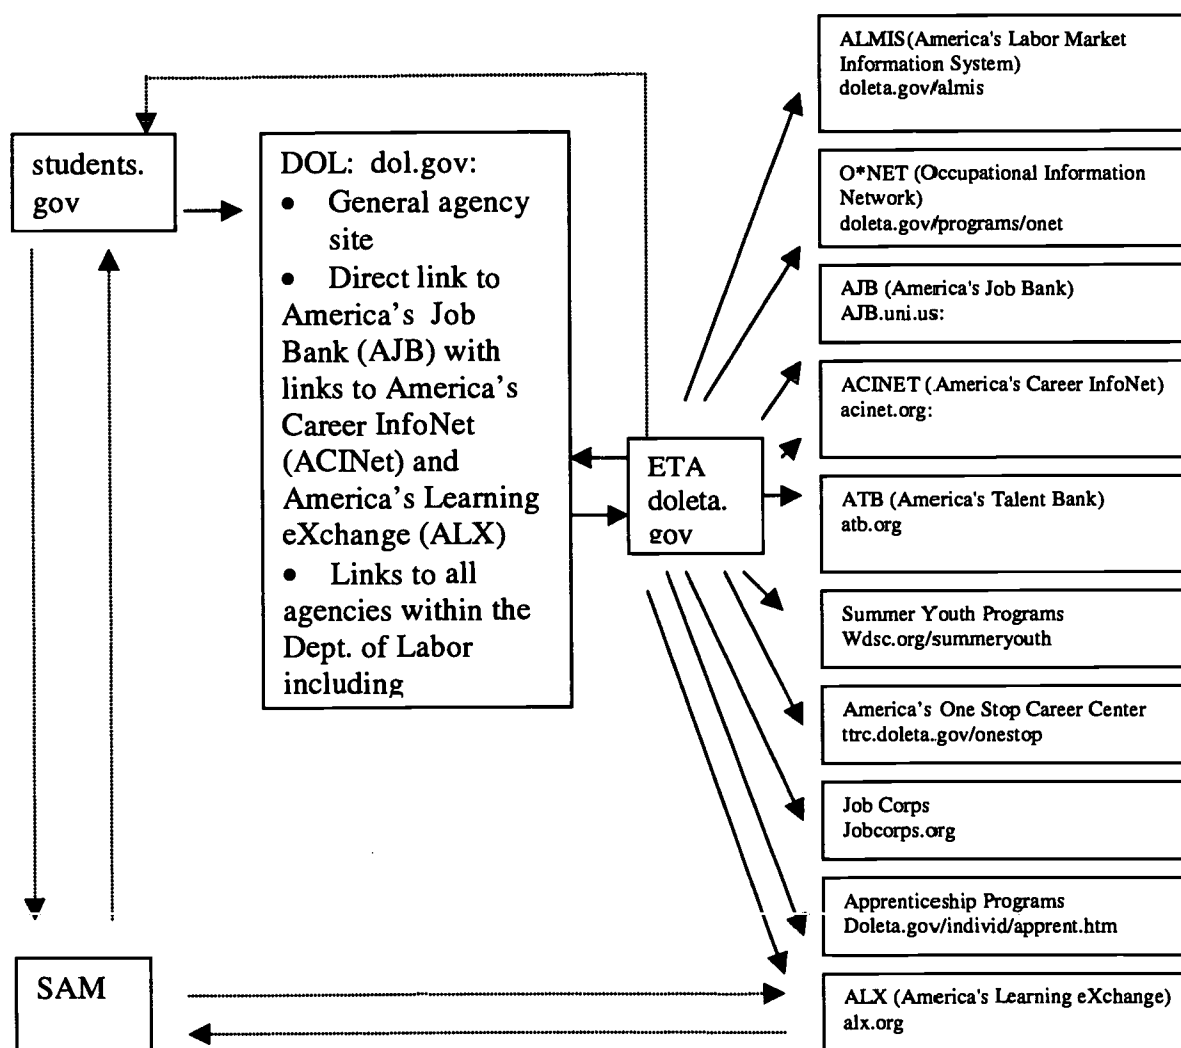 students.
gov
DOL: dol.gov:
• General agency
site
• Direct link to
America's Job
Bank (AJB) with
links to America's
Career InfoNet
(ACINet) and
America's Learning
eXchange (ALX)
• Links to all
agencies within the
Dept. of Labor
including
ETA
doleta.
gov
SAM
ALMIS (America's Labor Market
Information System)
doleta.gov/almis
O*NET (Occupational Information
Network)
doleta.gov/programs/onet
AJB (America's Job Bank)
AJB.uni.us:
ACINET (America's Career InfoNet)
acinet.org:
ATB (America's Talent Bank)
atb.org
Summer Youth Programs
Wdsc.org/summeryouth
America's One Stop Career Center
ttrc.doleta.gov/onestop
Job Corps
Jobcorps.org
Apprenticeship Programs
Doleta.gov/individ/apprent.htm
ALX (America's Learning eXchange)
alx.org